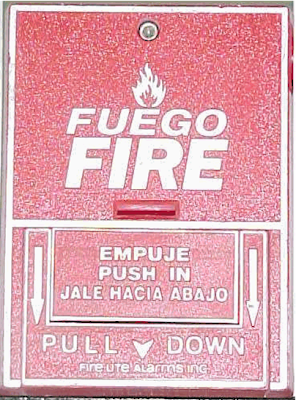 FUEGO
FIRE
EMPUJE
PUSH IN
JALE HACIA ABAJO
PULL DOWN
Fire Lite Alarms Inc